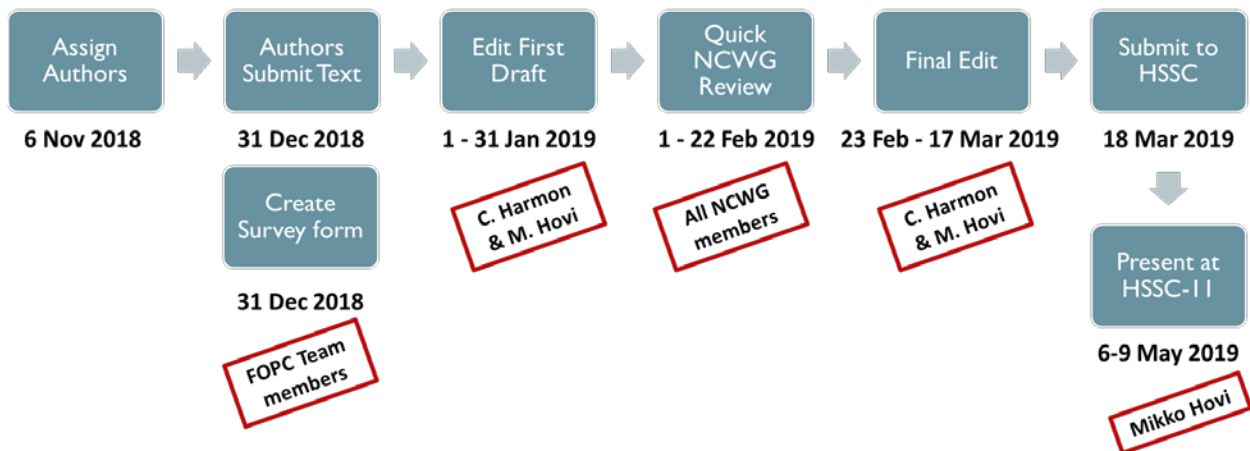 Assign
Authors
6 Nov 2018
Authors
Submit Text
31 Dec 2018
Create
Survey form
31 Dec 2018
FOPC Team
members
Edit First
Draft
1 - 31 Jan 2019
C. Harmon
& M. Hovi
Quick
NCWG
Review
1 - 22 Feb 2019
All NCWG
members
Final Edit
23 Feb - 17 Mar 2019
C. Harmon
& M. Hovi
Submit to
HSSC
18 Mar 2019
Present at
HSSC-11
6-9 May 2019
Mikko Hovi